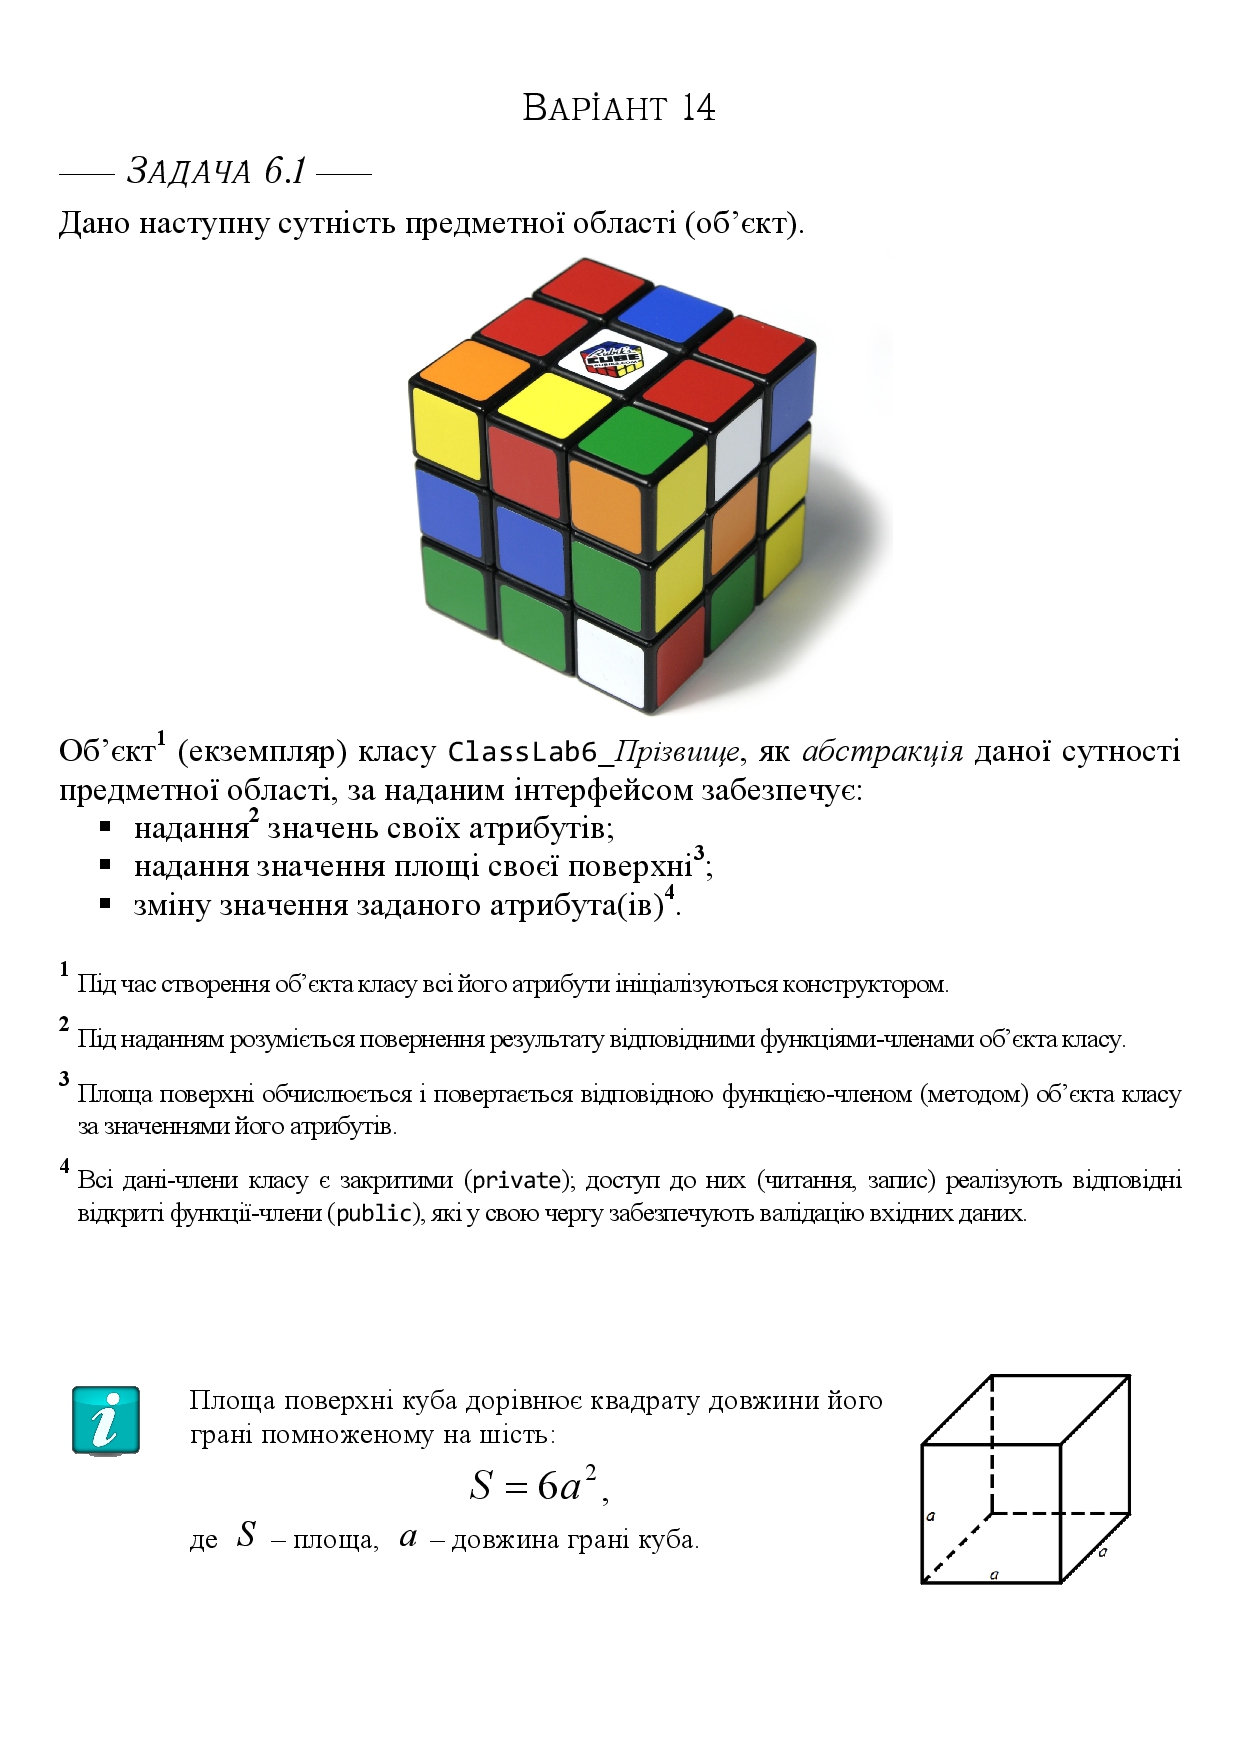 Варіант 14
Задача 6.1
Дано наступну сутність предметної області (об’єкт).
Rubik's
CUBE
Об’єкт1 (екземпляр) класу ClassLab6_Прізвище, як абстракція даної сутності
предметної області, за наданим інтерфейсом забезпечує:
▪ надання2 значень своїх атрибутів;
▪ надання значення площі своєї поверхні3;
▪ зміну значення заданого атрибута(ів)4.
1 Під час створення об’єкта класу всі його атрибути ініціалізуються конструктором.
2 Під наданням розуміється повернення результату відповідними функціями-членами об’єкта класу.
3 Площа поверхні обчислюється і повертається відповідною функцією-членом (методом) об’єкта класу
за значеннями його атрибутів.
4 Всі дані-члени класу є закритими (private); доступ до них (читання, запис) реалізують відповідні
відкриті функції-члени (public), які у свою чергу забезпечують валідацію вхідних даних.
i
Площа поверхні куба дорівнює квадрату довжини його
грані помноженому на шість:
S = 6a²,
де S – площа, a – довжина грані куба.
a
a
a